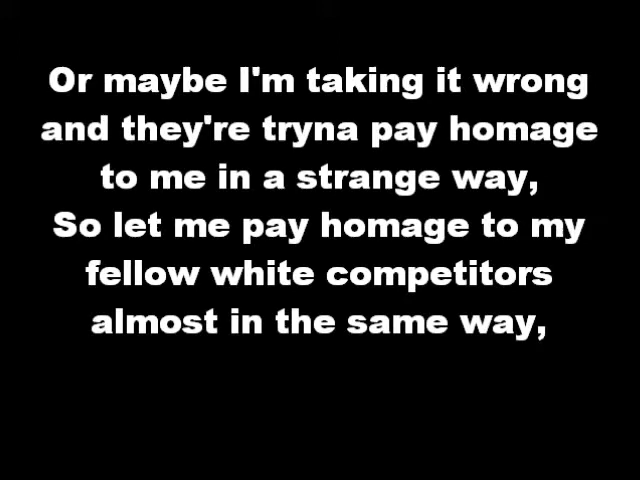 Or maybe I'm taking it wrong
and they're tryna pay homage
to me in a strange way,
So let me pay homage to my
fellow white competitors
almost in the same way,